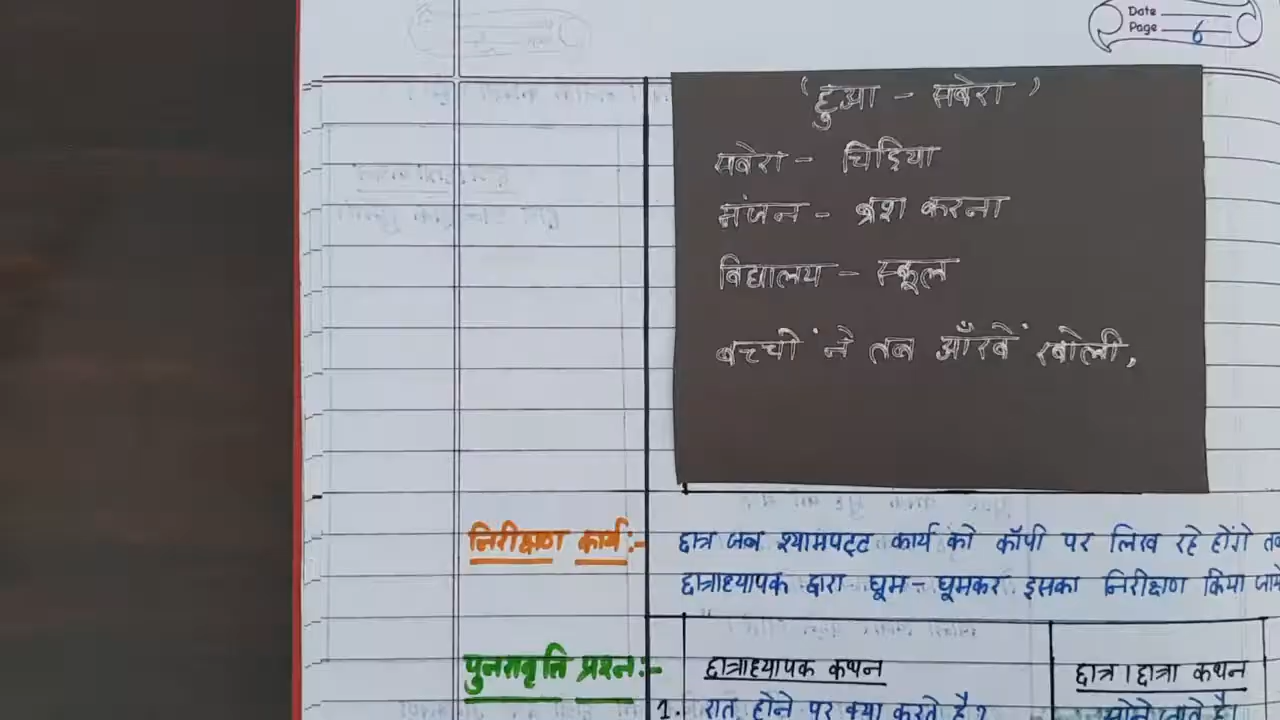 Date
Page 6
( हुआ - सबेरा )
सबेरा - चिड़िया
मंजन - ब्रश करना
विद्यालय - स्कूल
बच्चों ने तब आँखें खोली,
निरीक्षण कार्य :- छात्र जब श्यामपट्ट कार्य को कॉपी पर लिख रहे होंगे
छात्राध्यापक द्वारा घूम - घूमकर इसका निरीक्षण किया
पुनरावृति प्रश्न :- छात्राध्यापक कथन छात्र । छात्रा कथन
1. रात होने पर क्या करते है ?